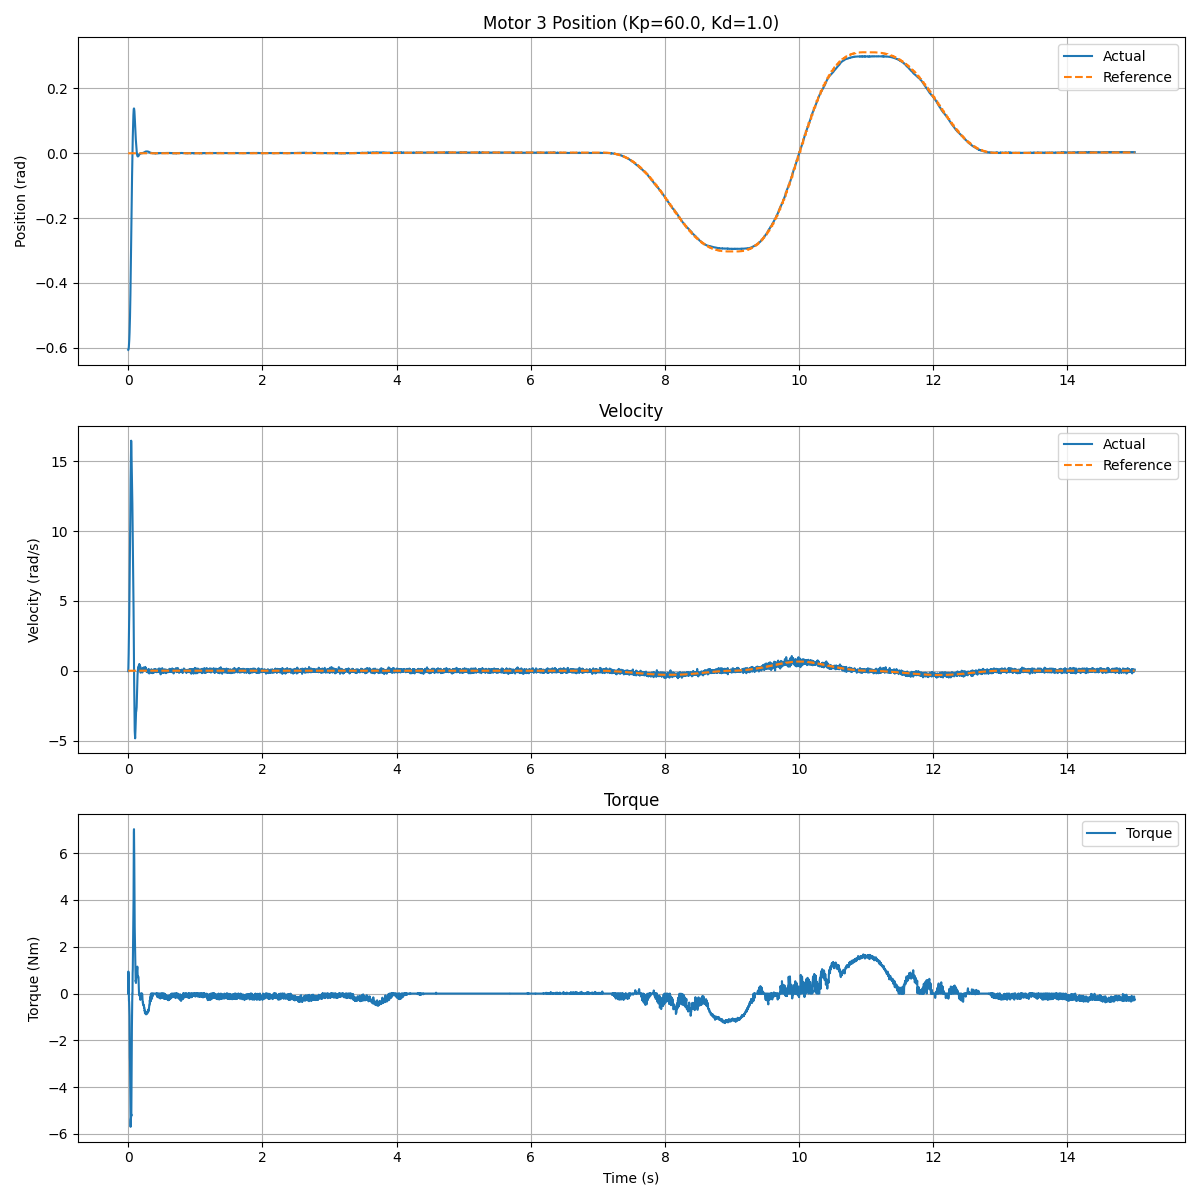 Motor 3 Position (Kp=60.0, Kd=1.0)
Position (rad)
0.2
0.0
−0.2
−0.4
−0.6
Actual
Reference
0 2 4 6 8 10 12 14
Velocity
Velocity (rad/s)
15
10
5
0
−5
Actual
Reference
0 2 4 6 8 10 12 14
Torque
Torque (Nm)
6
4
2
0
−2
−4
−6
Torque
0 2 4 6 8 10 12 14
Time (s)